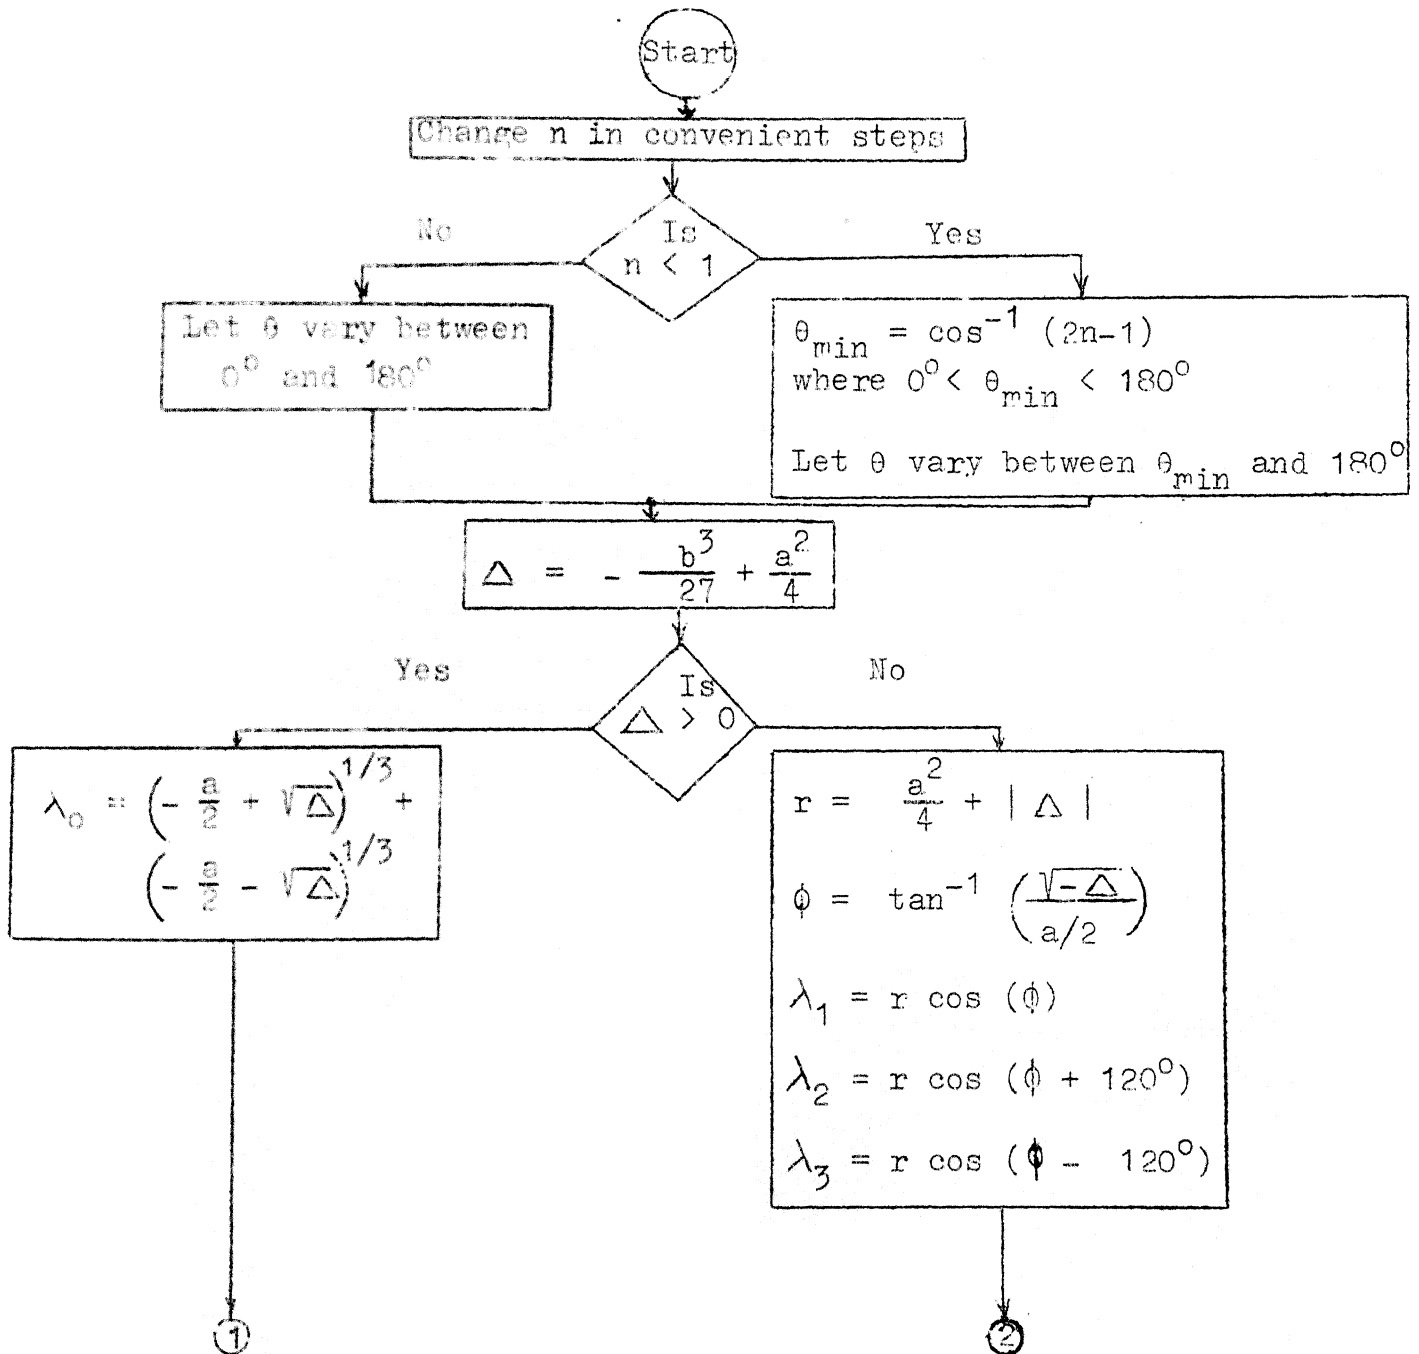 Start
Change n in convenient steps
Is
n < 1
No
Yes
Let θ vary between
0° and 180°
θ_min = cos⁻¹ (2n-1)
where 0° < θ_min < 180°
Let θ vary between θ_min and 180°
Δ = - b³/27 + a²/4
Is
Δ > 0
Yes
No
λ₀ = (- a/2 + √Δ)^1/3 +
(- a/2 - √Δ)^1/3
r = a²/4 + | Δ |
ϕ = tan⁻¹ (√-Δ / a/2)
λ₁ = r cos (ϕ)
λ₂ = r cos (ϕ + 120°)
λ₃ = r cos (ϕ - 120°)
1
2